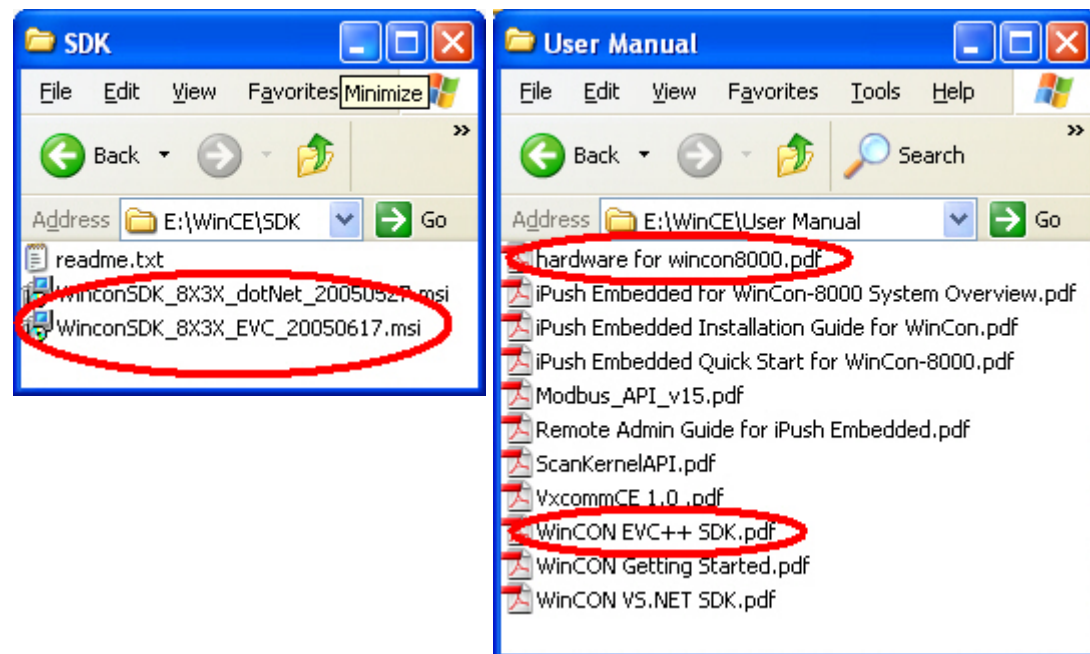 SDK
File Edit View Favorites Minimize
»
Back
Address E:\WinCE\SDK Go
readme.txt
WinconSDK_8X3X_dotNet_20050527.msi
WinconSDK_8X3X_EVC_20050617.msi
User Manual
File Edit View Favorites Tools Help
»
Back Search
Address E:\WinCE\User Manual Go
hardware for wincon8000.pdf
iPush Embedded for WinCon-8000 System Overview.pdf
iPush Embedded Installation Guide for WinCon.pdf
iPush Embedded Quick Start for WinCon-8000.pdf
Modbus_API_v15.pdf
Remote Admin Guide for iPush Embedded.pdf
ScanKernelAPI.pdf
VxcommCE 1.0 .pdf
WinCON EVC++ SDK.pdf
WinCON Getting Started.pdf
WinCON VS.NET SDK.pdf